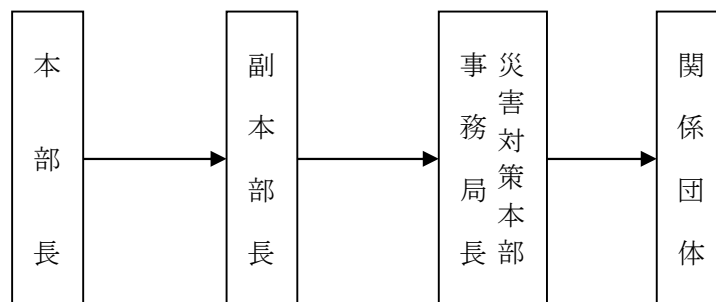 本部長
副本部長
災害対策本部
事務局長
関係団体